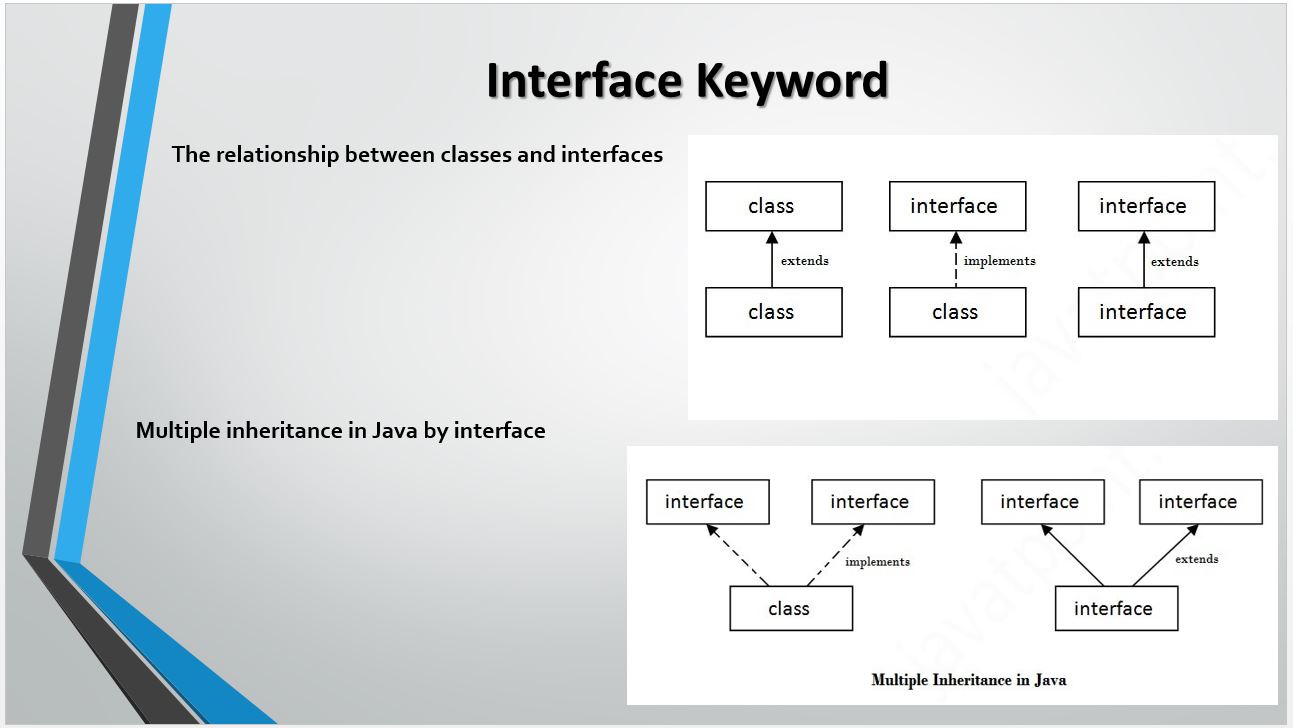 Interface Keyword
The relationship between classes and interfaces
class
interface
interface
extends
implements
extends
class
class
interface
Multiple inheritance in Java by interface
interface
interface
interface
interface
implements
extends
class
interface
Multiple Inheritance in Java